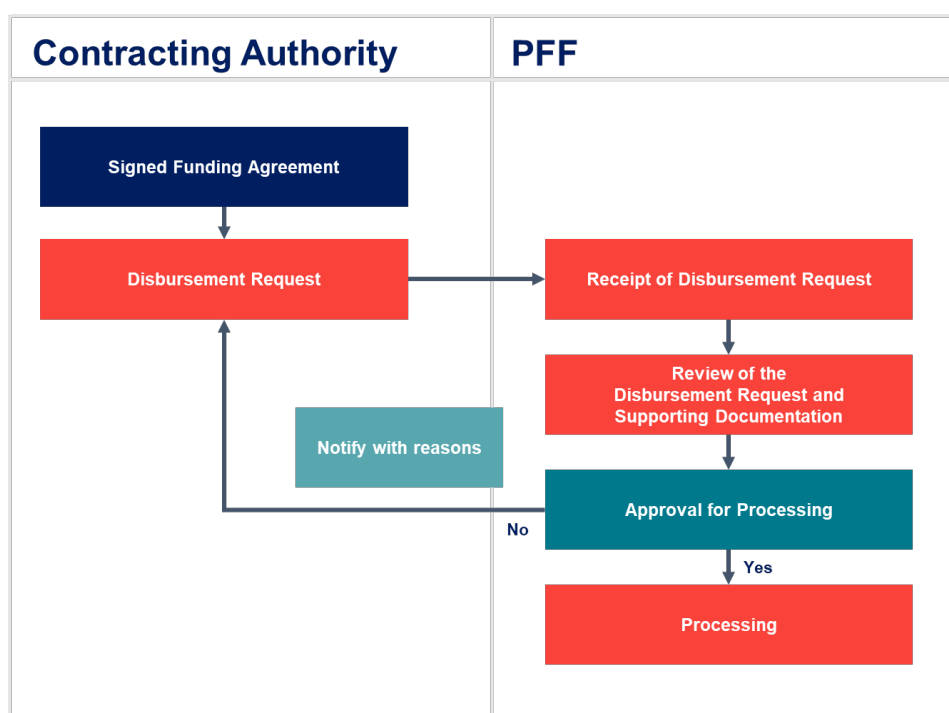 Contracting Authority
PFF
Signed Funding Agreement
Disbursement Request
Receipt of Disbursement Request
Review of the
Disbursement Request and
Supporting Documentation
Notify with reasons
Approval for Processing
No
Yes
Processing